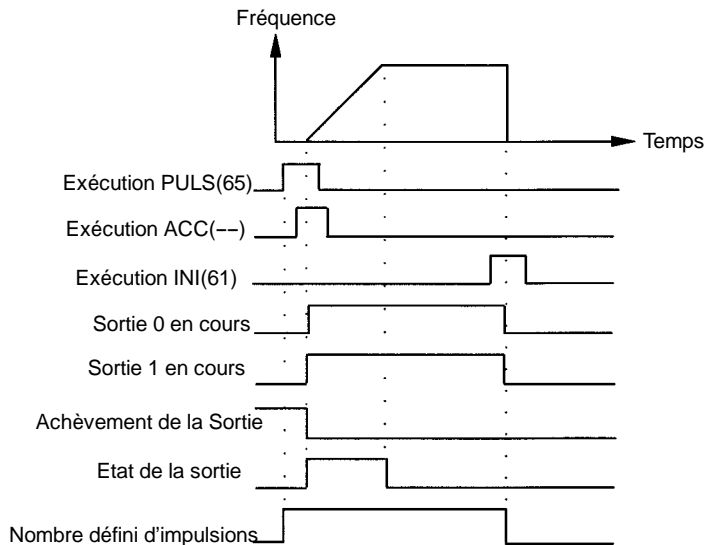 Fréquence
Temps
Exécution PULS(65)
Exécution ACC(−−)
Exécution INI(61)
Sortie 0 en cours
Sortie 1 en cours
Achèvement de la Sortie
Etat de la sortie
Nombre défini d’impulsions